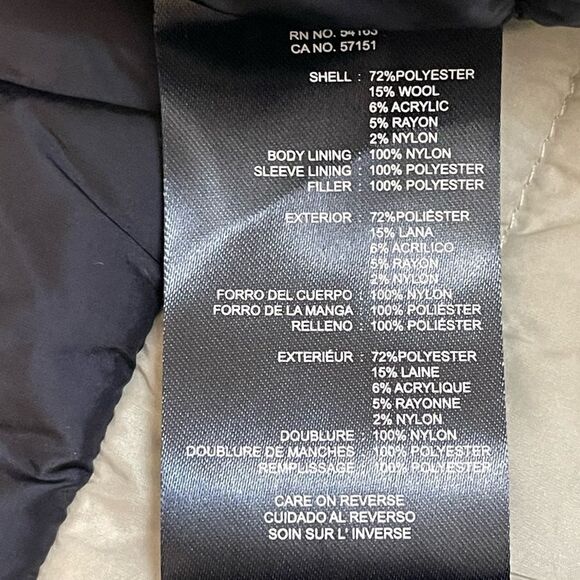 RN NO. 54163
CA NO. 57151
SHELL : 72%POLYESTER
15% WOOL
6% ACRYLIC
5% RAYON
2% NYLON
BODY LINING : 100% NYLON
SLEEVE LINING : 100% POLYESTER
FILLER : 100% POLYESTER
EXTERIOR : 72%POLIÉSTER
15% LANA
6% ACRILICO
5% RAYON
2% NYLON
FORRO DEL CUERPO : 100% NYLON
FORRO DE LA MANGA : 100% POLIÉSTER
RELLENO : 100% POLIÉSTER
EXTERIÉUR : 72%POLYESTER
15% LAINE
6% ACRYLIQUE
5% RAYONNE
2% NYLON
DOUBLURE : 100% NYLON
DOUBLURE DE MANCHES : 100% POLYESTER
REMPLISSAGE : 100% POLYESTER
CARE ON REVERSE
CUIDADO AL REVERSO
SOIN SUR L' INVERSE